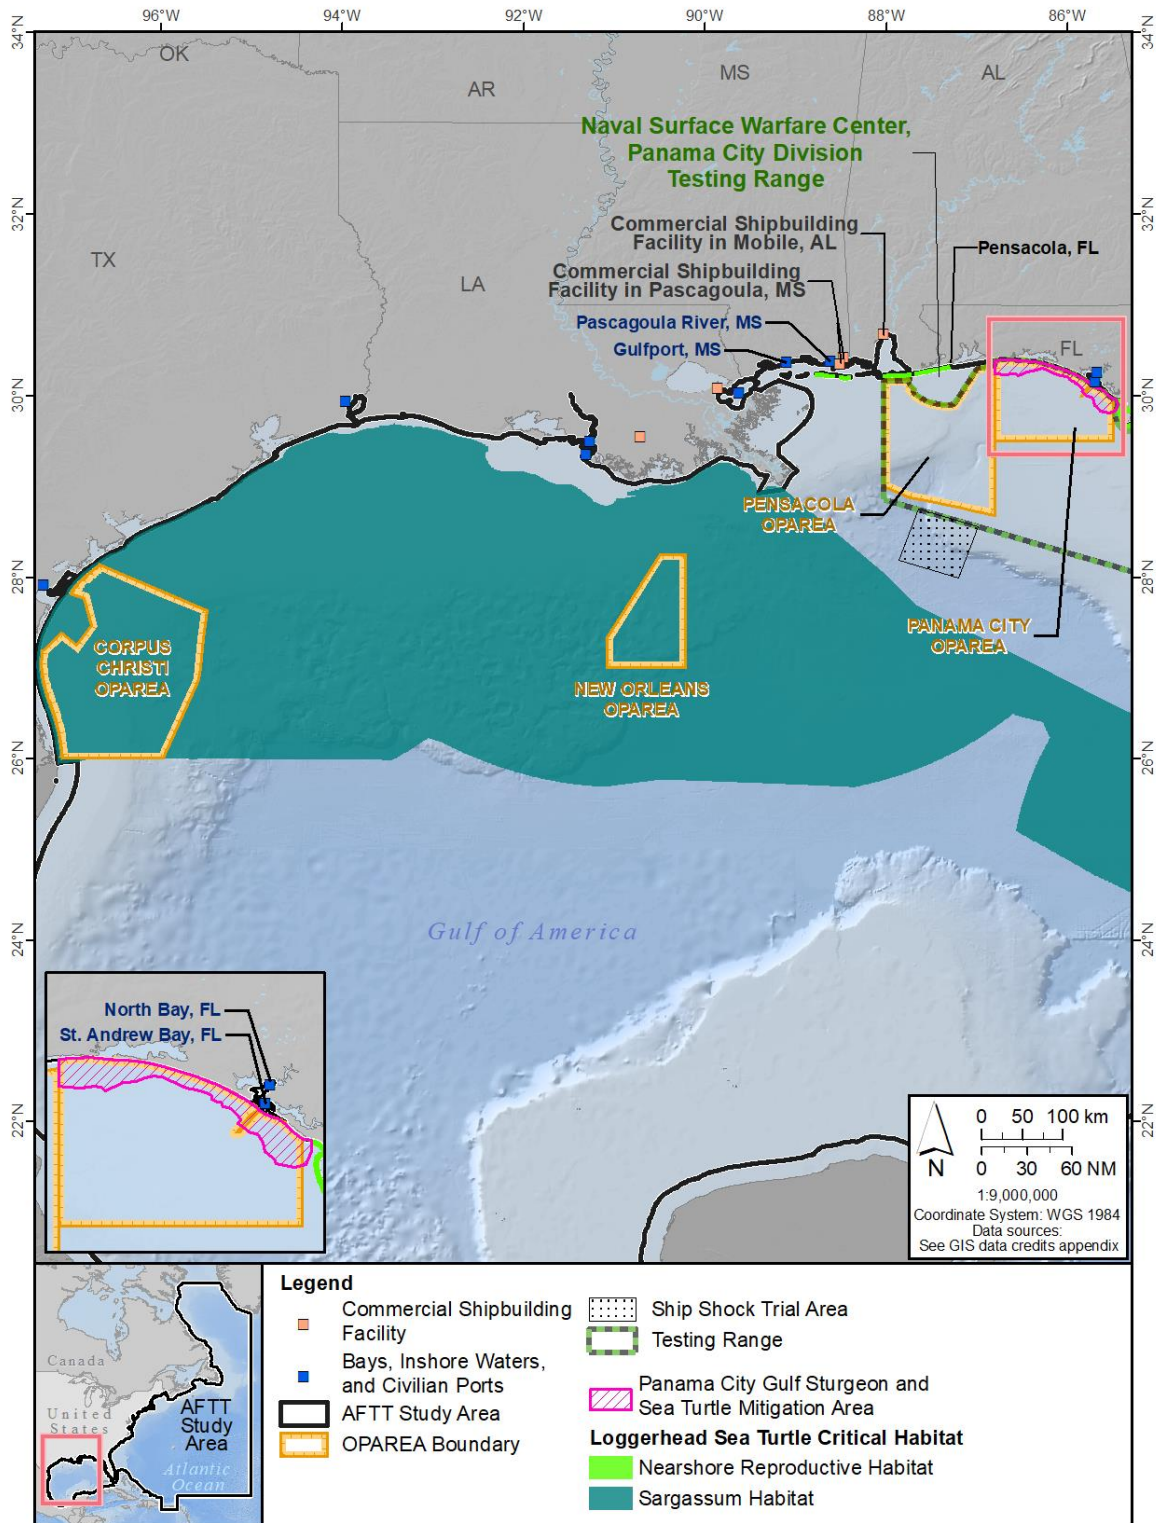 96°W
94°W
92°W
90°W
88°W
86°W
34°N
34°N
OK
AR
MS
AL
Naval Surface Warfare Center,
Panama City Division
Testing Range
32°N
32°N
Commercial Shipbuilding
Facility in Mobile, AL
Pensacola, FL
TX
LA
Commercial Shipbuilding
Facility in Pascagoula, MS
Pascagoula River, MS
Gulfport, MS
FL
30°N
30°N
PENSACOLA
OPAREA
28°N
28°N
PANAMA CITY
OPAREA
CORPUS
CHRISTI
OPAREA
NEW ORLEANS
OPAREA
26°N
26°N
24°N
24°N
Gulf of America
North Bay, FL
St. Andrew Bay, FL
22°N
22°N
N
0 50 100 km
0 30 60 NM
1:9,000,000
Coordinate System: WGS 1984
Data sources:
See GIS data credits appendix
Canada
United
States
AFTT
Study
Area
Atlantic
Ocean
Legend
Commercial Shipbuilding
Facility
Bays, Inshore Waters,
and Civilian Ports
AFTT Study Area
OPAREA Boundary
Ship Shock Trial Area
Testing Range
Panama City Gulf Sturgeon and
Sea Turtle Mitigation Area
Loggerhead Sea Turtle Critical Habitat
Nearshore Reproductive Habitat
Sargassum Habitat